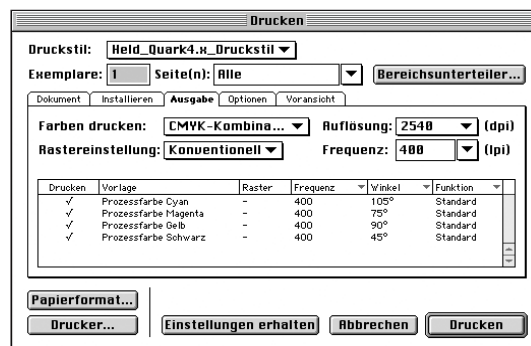 Drucken
Druckstil: Held_Quark4.x_Druckstil
Exemplare: 1 Seite(n): Alle Bereichsunterteiler...
Dokument Installieren Ausgabe Optionen Voransicht
Farben drucken: CMYK-Kombina... Auflösung: 2540 (dpi)
Rastereinstellung: Konventionell Frequenz: 400 (lpi)
Drucken Vorlage Raster Frequenz Winkel Funktion
√ Prozessfarbe Cyan - 400 105° Standard
√ Prozessfarbe Magenta - 400 75° Standard
√ Prozessfarbe Gelb - 400 90° Standard
√ Prozessfarbe Schwarz - 400 45° Standard
Papierformat...
Drucker... Einstellungen erhalten Abbrechen Drucken